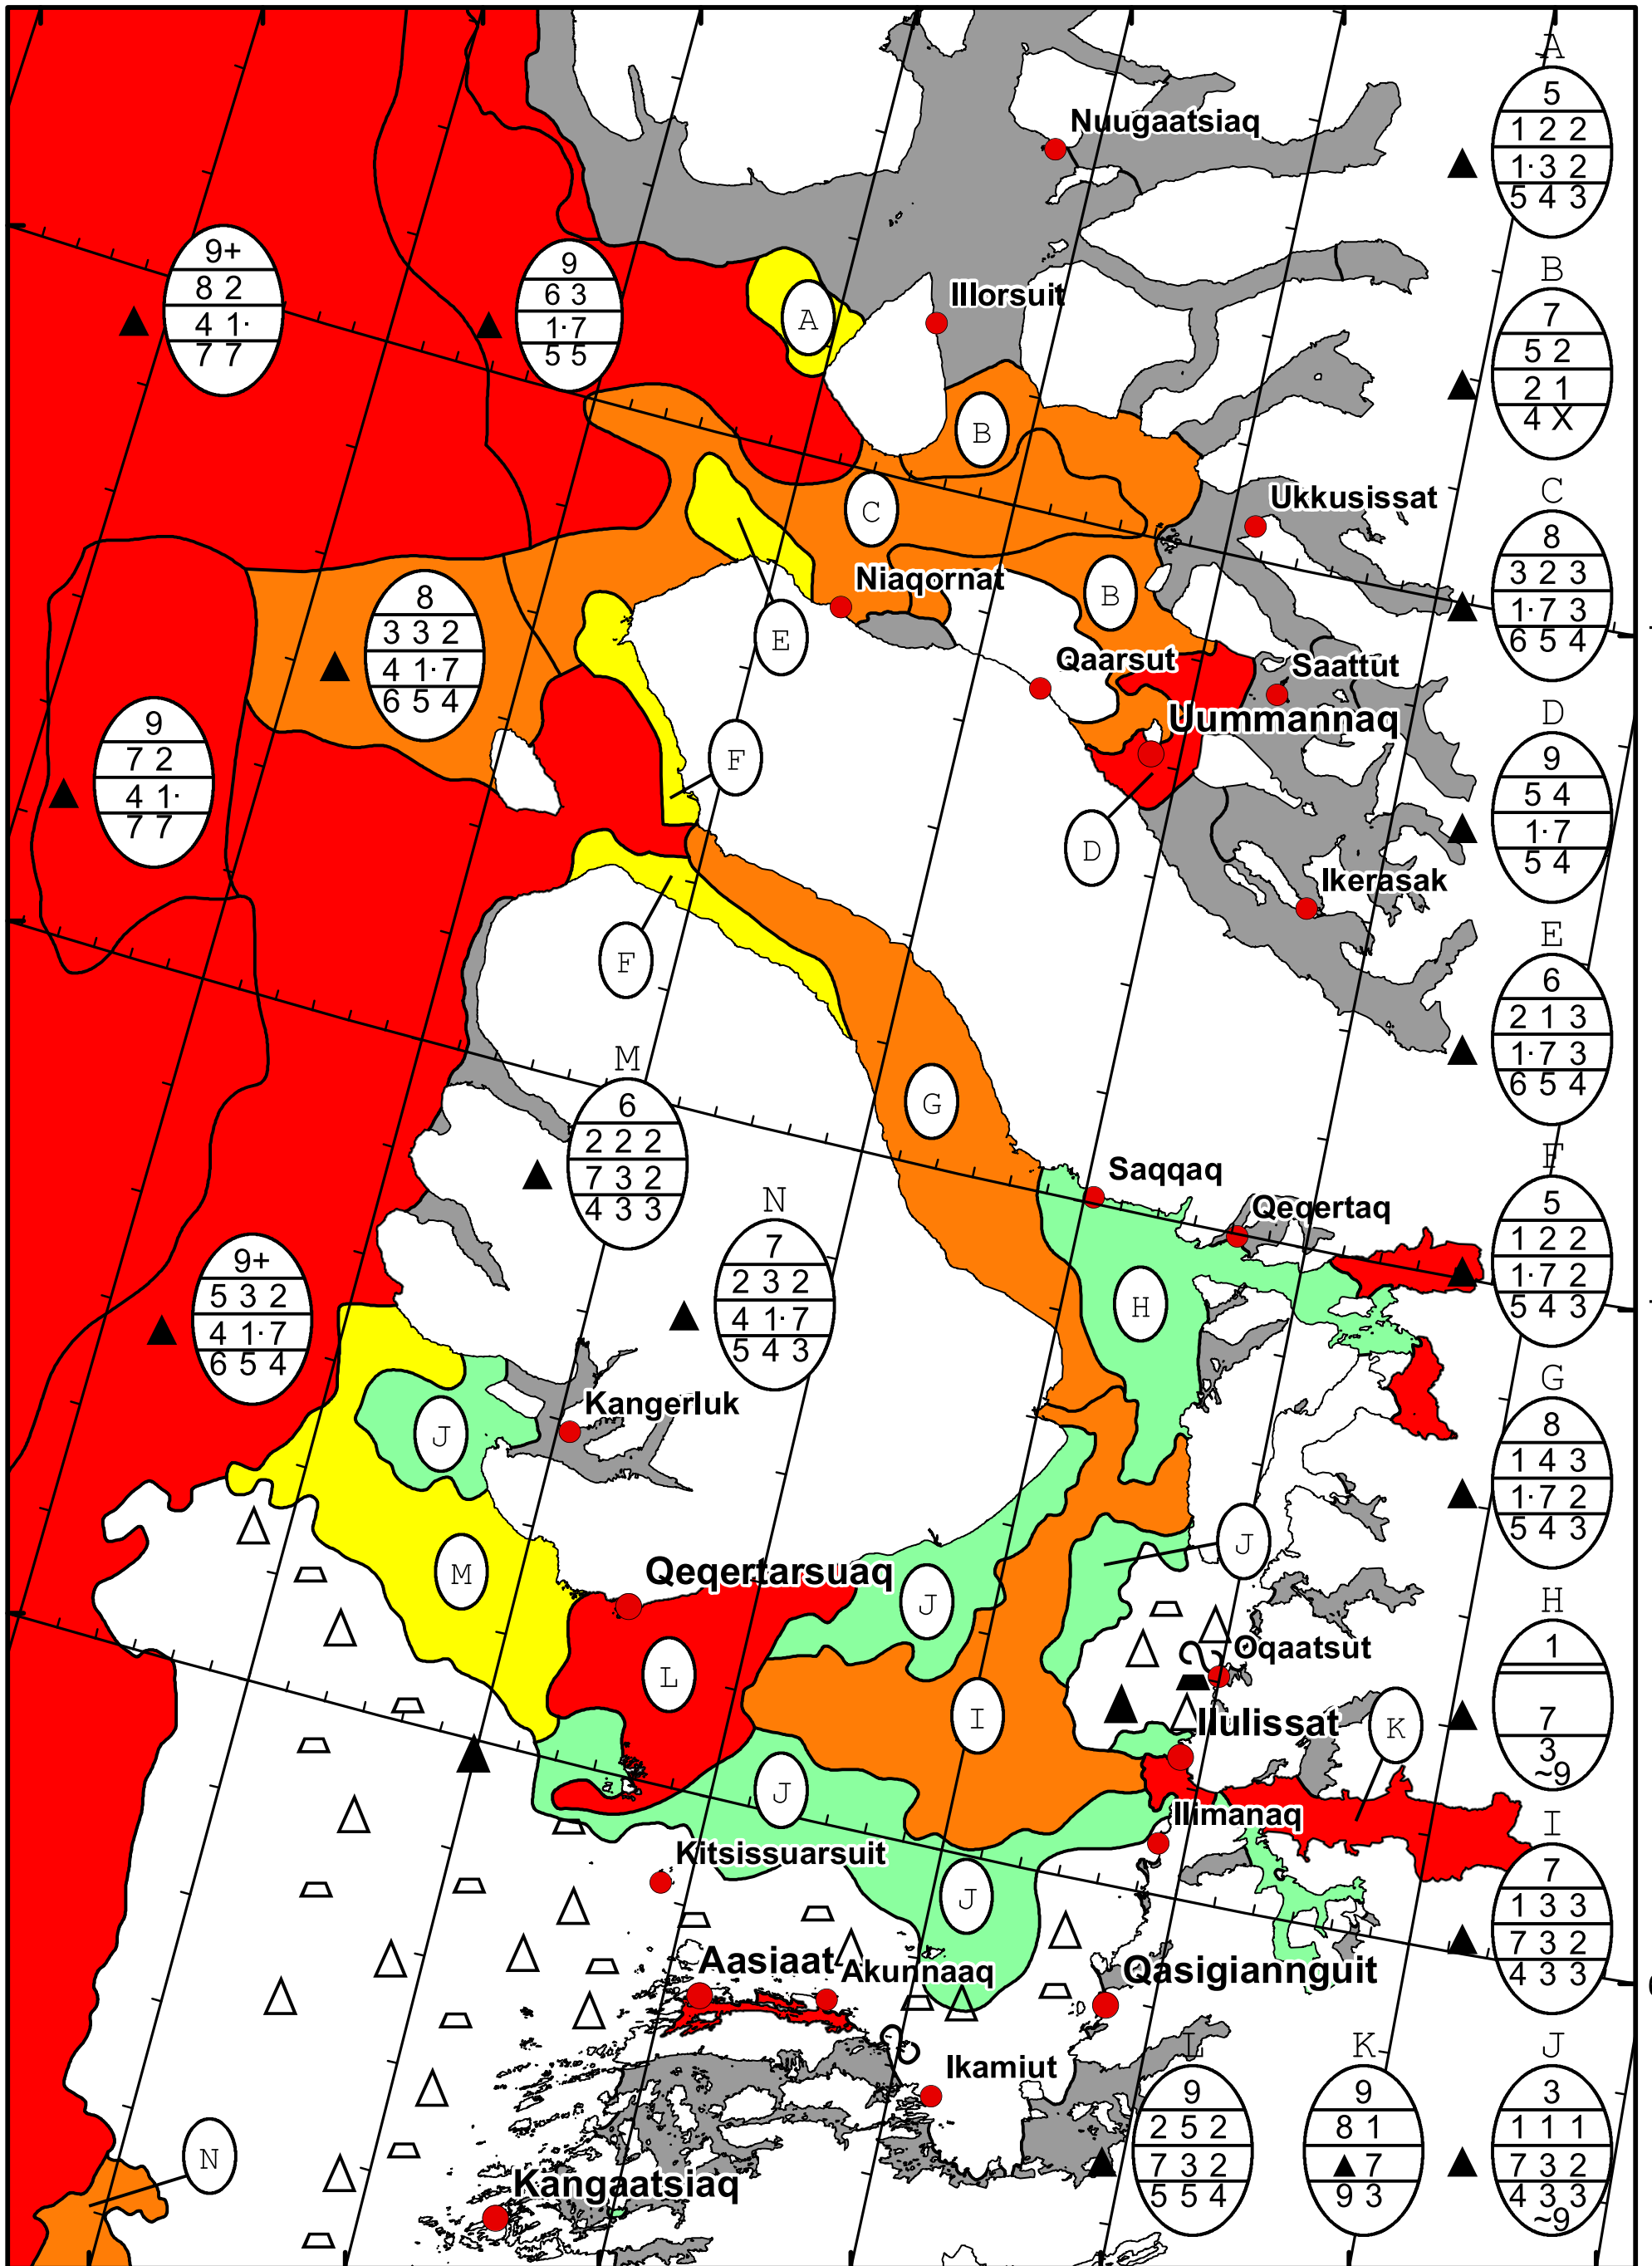 A
5
1 2 2
1· 3 2
5 4 3
Nuugaatsiaq
9+
8 2
4 1·
7 7
9
6 3
1· 7
5 5
A
Illorsuit
B
7
5 2
2 1
4 X
B
C
Ukkusissat
C
8
3 2 3
1· 7 3
6 5 4
Niaqornat
B
8
3 3 2
4 1· 7
6 5 4
E
Qaarsut
Saattut
Uummannaq
D
9
5 4
1· 7
5 4
9
7 2
4 1·
7 7
F
D
Ikerasak
F
E
6
2 1 3
1· 7 3
6 5 4
M
6
2 2 2
7 3 2
4 3 3
G
Saqqaq
Qeqertaq
F
5
1 2 2
1· 7 2
5 4 3
N
7
2 3 2
4 1· 7
5 4 3
9+
5 3 2
4 1· 7
6 5 4
H
Kangerluk
J
G
8
1 4 3
1· 7 2
5 4 3
J
M
Qeqertarsuaq
J
L
H
1
7
3
~9
Oqaatsut
I
Ilulissat
K
J
Ilimanaq
Kitsissuarsuit
J
I
7
1 3 3
7 3 2
4 3 3
Aasiaat
Akunnaaq
Qasigiannguit
Ikamiut
L
9
2 5 2
7 3 2
5 5 4
K
9
8 1
▲ 7
9 3
J
3
1 1 1
7 3 2
4 3 3
~9
N
Kangaatsiaq